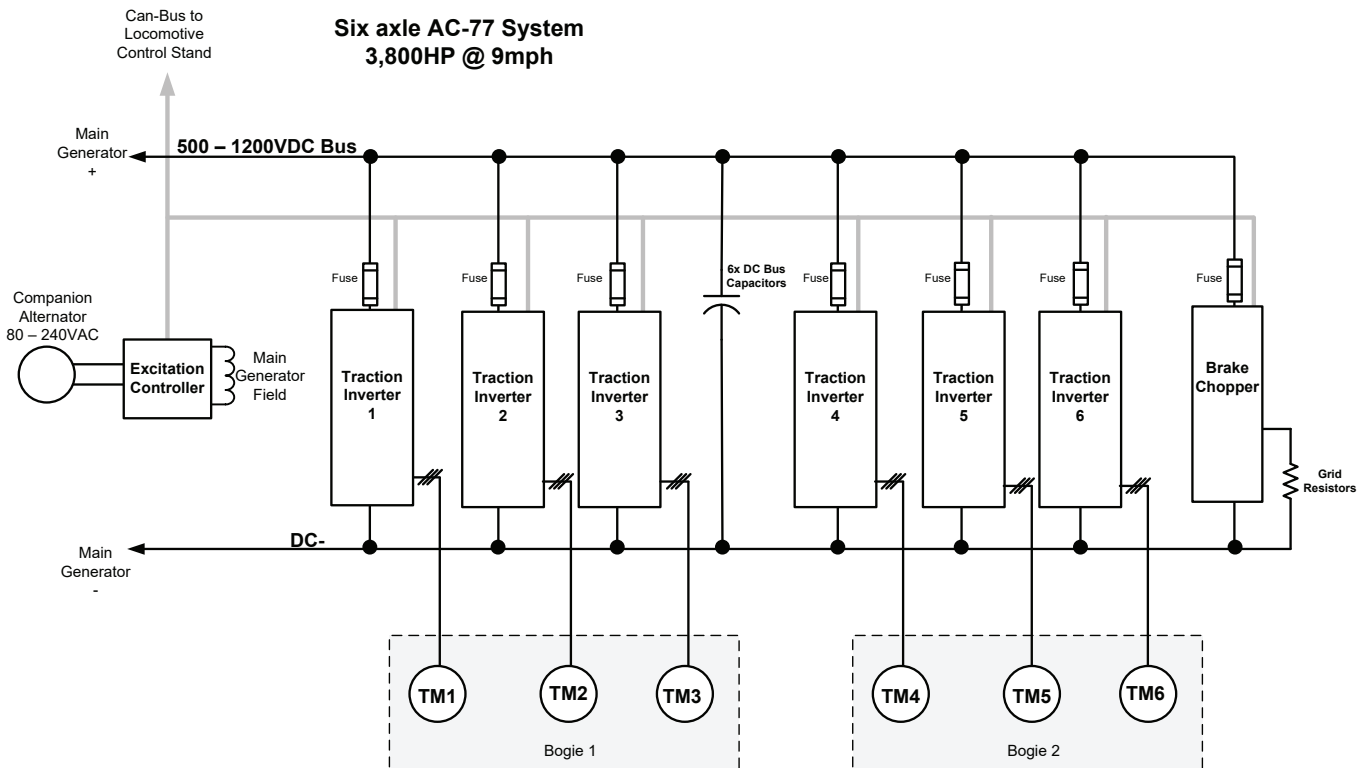 Can-Bus to
Locomotive
Control Stand
Six axle AC-77 System
3,800HP @ 9mph
Main
Generator
+
500 – 1200VDC Bus
Fuse
Fuse
Fuse
6x DC Bus
Capacitors
Fuse
Fuse
Fuse
Fuse
Companion
Alternator
80 – 240VAC
Excitation
Controller
Main
Generator
Field
Traction
Inverter
1
Traction
Inverter
2
Traction
Inverter
3
Traction
Inverter
4
Traction
Inverter
5
Traction
Inverter
6
Brake
Chopper
Grid
Resistors
Main
Generator
-
DC-
TM1
TM2
TM3
TM4
TM5
TM6
Bogie 1
Bogie 2